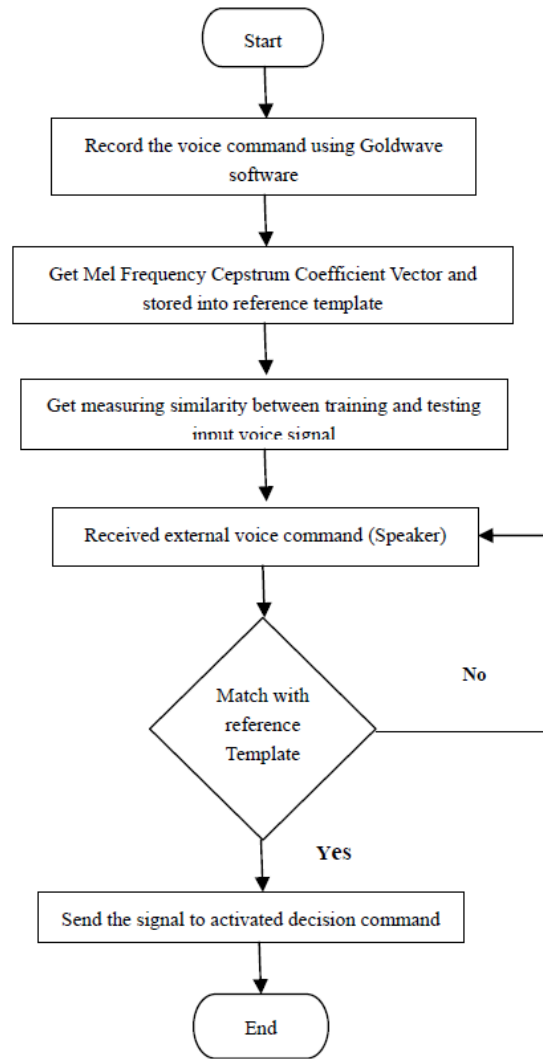 Start
Record the voice command using Goldwave
software
Get Mel Frequency Cepstrum Coefficient Vector and
stored into reference template
Get measuring similarity between training and testing
input voice signal
Received external voice command (Speaker)
No
Match with
reference
Template
Yes
Send the signal to activated decision command
End